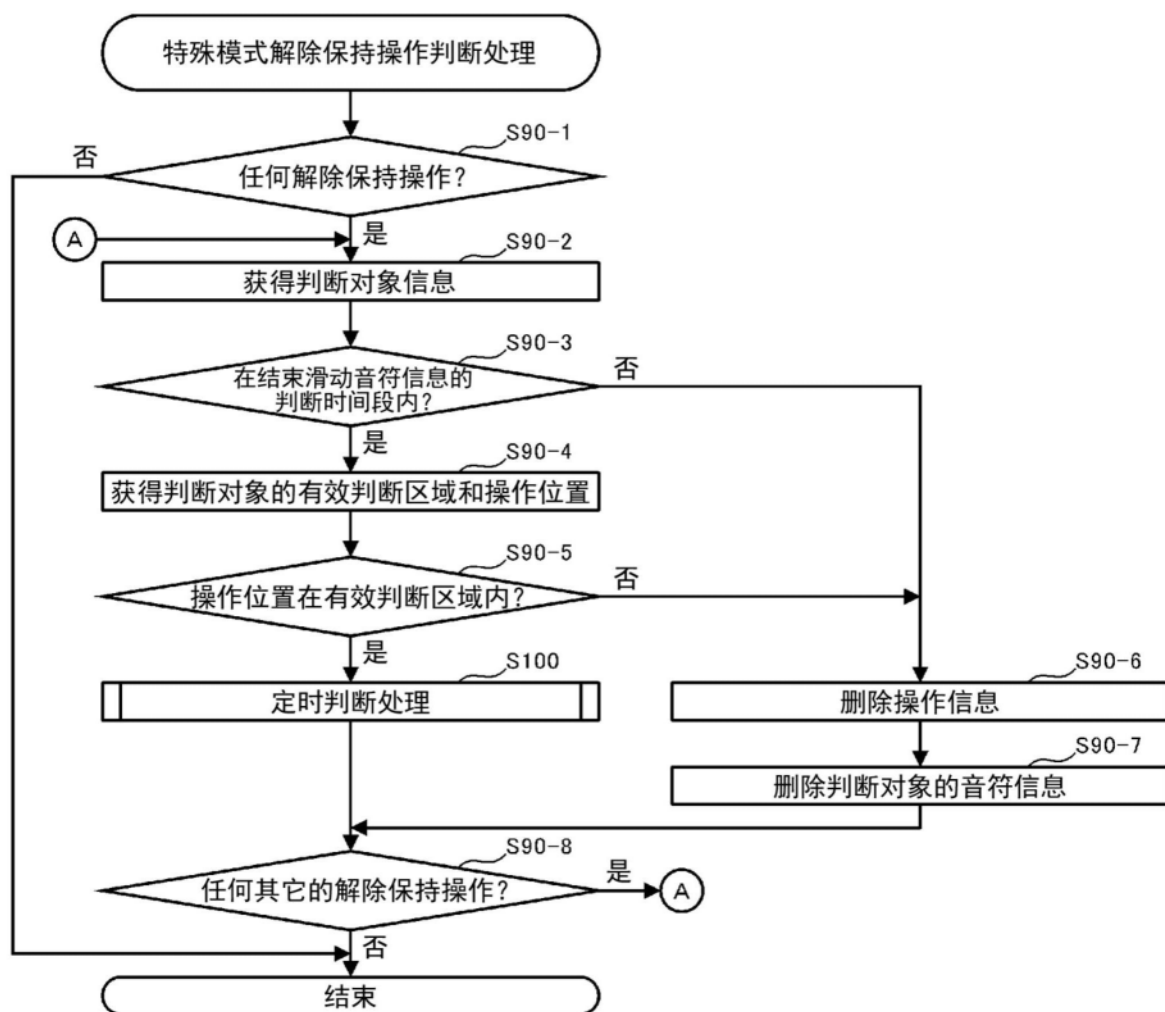 特殊模式解除保持操作判断处理
S90-1
否
任何解除保持操作?
A
是
S90-2
获得判断对象信息
S90-3
否
在结束滑动音符信息的
判断时间段内?
是
S90-4
获得判断对象的有效判断区域和操作位置
S90-5
否
操作位置在有效判断区域内?
是
S100
定时判断处理
S90-6
删除操作信息
S90-7
删除判断对象的音符信息
S90-8
任何其它的解除保持操作?
是
A
否
结束